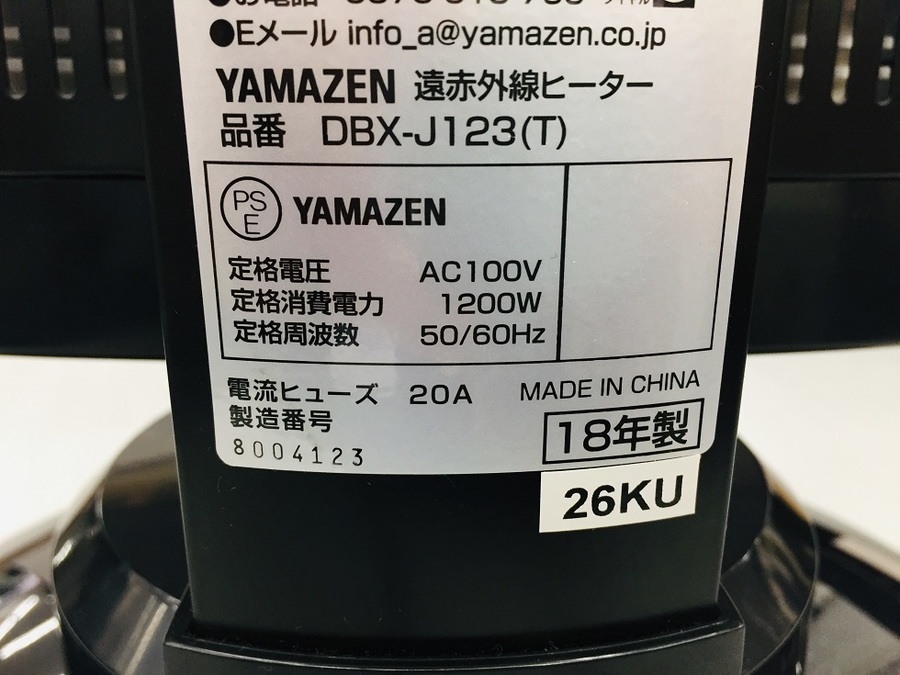 ●Eメール info_a@yamazen.co.jp
YAMAZEN 遠赤外線ヒーター
品番 DBX-J123(T)
PS
E
YAMAZEN
定格電圧 AC100V
定格消費電力 1200W
定格周波数 50/60Hz
電流ヒューズ 20A MADE IN CHINA
製造番号
8004123
18年製
26KU